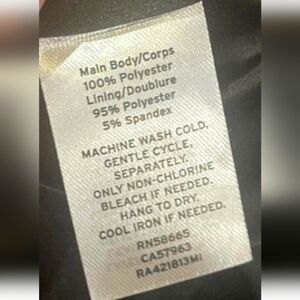 Main Body/Corps
100% Polyester
Lining/Doublure
95% Polyester
5% Spandex
MACHINE WASH COLD,
GENTLE CYCLE,
SEPARATELY.
ONLY NON-CHLORINE
BLEACH IF NEEDED.
HANG TO DRY.
COOL IRON IF NEEDED.
RN58665
CA57963
RA421813MI